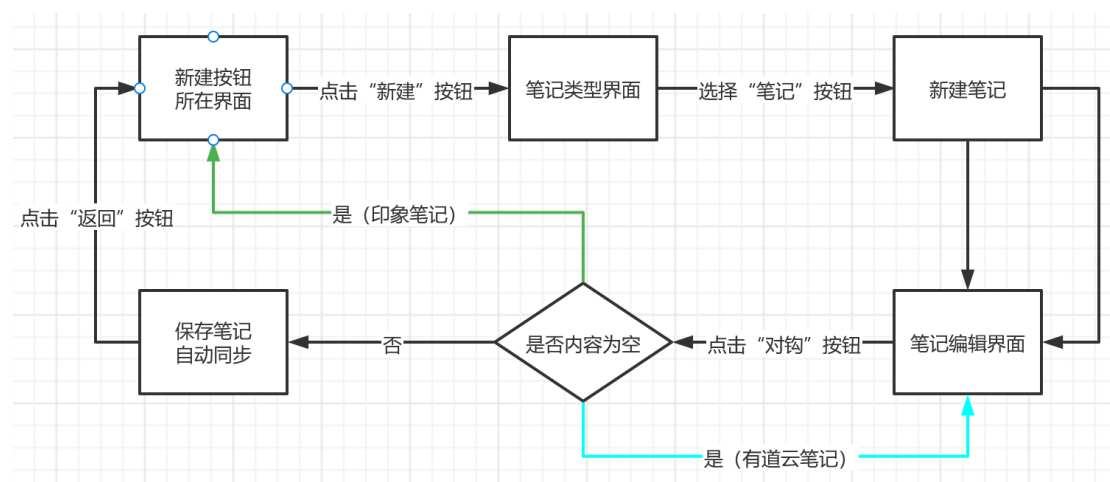 新建按钮
所在界面
点击“新建”按钮
笔记类型界面
选择“笔记”按钮
新建笔记
点击“返回”按钮
是（印象笔记）
保存笔记
自动同步
否
是否内容为空
点击“对钩”按钮
笔记编辑界面
是（有道云笔记）